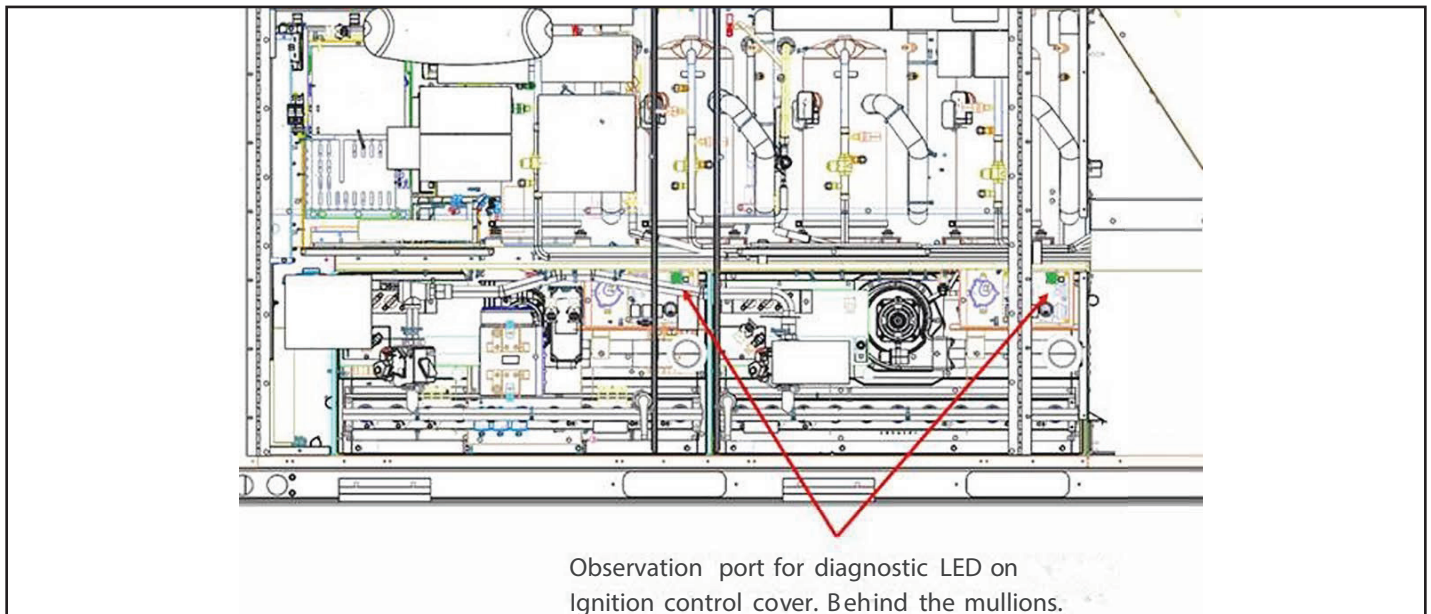 Observation port for diagnostic LED on
Ignition control cover. Behind the mullions.